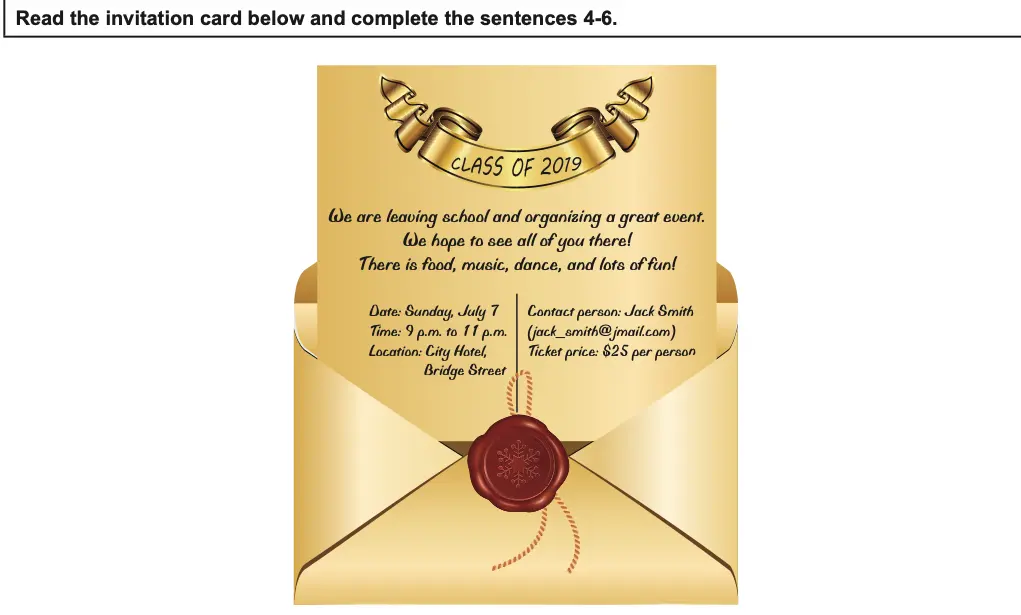 Read the invitation card below and complete the sentences 4-6.
CLASS OF 2019
We are leaving school and organizing a great event.
We hope to see all of you there!
There is food, music, dance, and lots of fun!
Date: Sunday, July 7
Time: 9 p.m. to 11 p.m.
Location: City Hotel,
Bridge Street
Contact person: Jack Smith
(jack_smith@jmail.com)
Ticket price: $25 per person